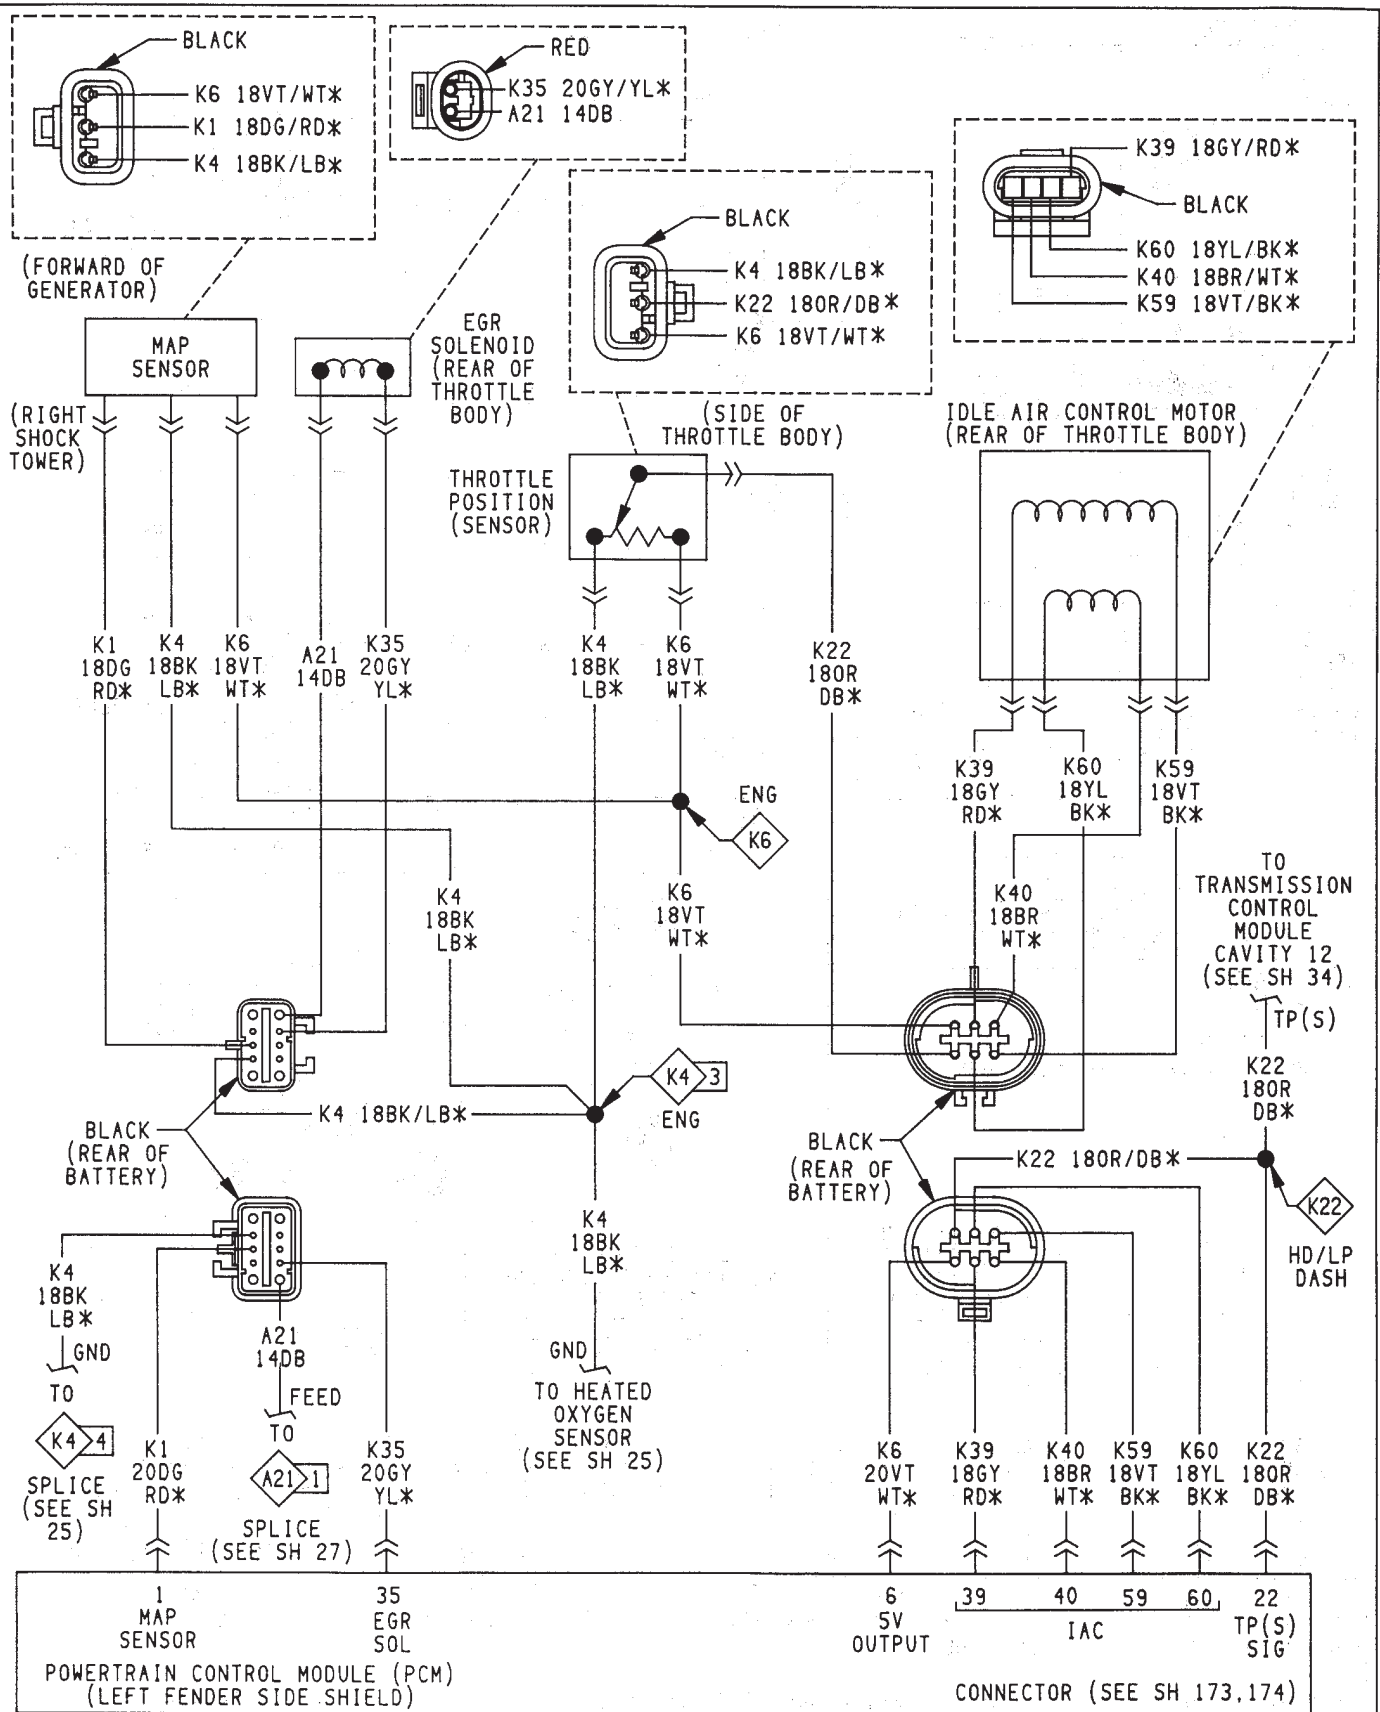 BLACK
K6 18VT/WT*
K1 18DG/RD*
K4 18BK/LB*
RED
K35 20GY/YL*
A21 14DB
BLACK
K4 18BK/LB*
K22 18OR/DB*
K6 18VT/WT*
K39 18GY/RD*
BLACK
K60 18YL/BK*
K40 18BR/WT*
K59 18VT/BK*
(FORWARD OF
GENERATOR)
MAP
SENSOR
(RIGHT
SHOCK
TOWER)
EGR
SOLENOID
(REAR OF
THROTTLE
BODY)
(SIDE OF
THROTTLE BODY)
THROTTLE
POSITION
(SENSOR)
IDLE AIR CONTROL MOTOR
(REAR OF THROTTLE BODY)
K1
18DG
RD*
K4
18BK
LB*
K6
18VT
WT*
A21
14DB
K35
20GY
YL*
K4
18BK
LB*
K6
18VT
WT*
K22
18OR
DB*
K39
18GY
RD*
K60
18YL
BK*
K59
18VT
BK*
ENG
K6
K4
18BK
LB*
K6
18VT
WT*
K40
18BR
WT*
TO
TRANSMISSION
CONTROL
MODULE
CAVITY 12
(SEE SH 34)
TP(S)
K22
18OR
DB*
K4 3
ENG
K4 18BK/LB*
BLACK
(REAR OF
BATTERY)
BLACK
(REAR OF
BATTERY)
K22 18OR/DB*
K22
HD/LP
DASH
K4
18BK
LB*
GND
TO
K4 4
SPLICE
(SEE SH
25)
K1
20DG
RD*
A21
14DB
FEED
TO
A21 1
SPLICE
(SEE SH 27)
K35
20GY
YL*
K4
18BK
LB*
GND
TO HEATED
OXYGEN
SENSOR
(SEE SH 25)
K6
20VT
WT*
K39
18GY
RD*
K40
18BR
WT*
K59
18VT
BK*
K60
18YL
BK*
K22
18OR
DB*
1
MAP
SENSOR
35
EGR
SOL
6
5V
OUTPUT
39 40 59 60
IAC
22
TP(S)
SIG
POWERTRAIN CONTROL MODULE (PCM)
(LEFT FENDER SIDE SHIELD)
CONNECTOR (SEE SH 173,174)